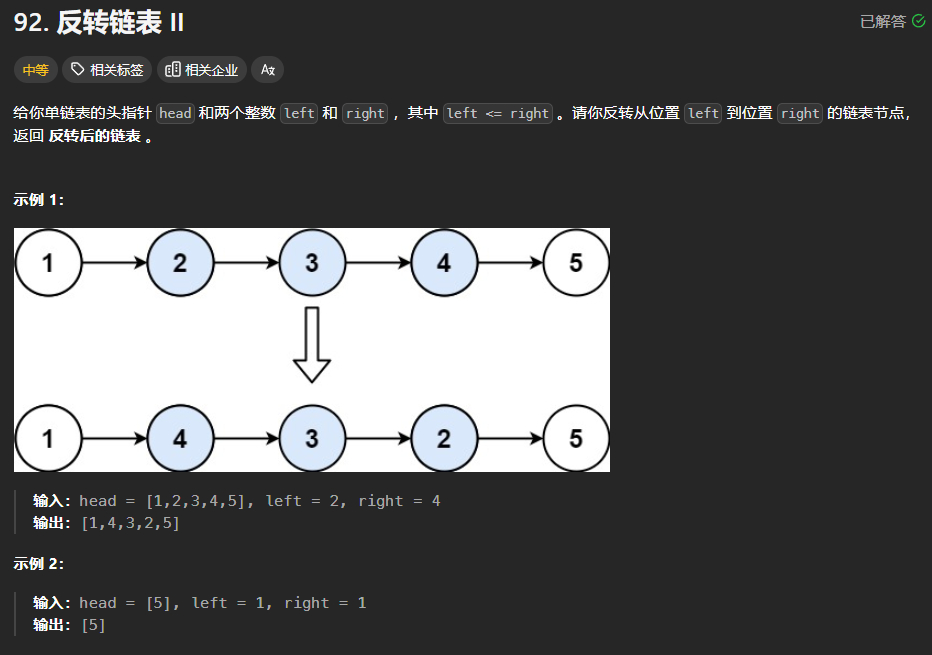 92. 反转链表 II
已解答
中等 相关标签 相关企业 Az
给你单链表的头指针 head 和两个整数 left 和 right ，其中 left <= right 。请你反转从位置 left 到位置 right 的链表节点，
返回 反转后的链表 。
示例 1：
1 2 3 4 5
1 4 3 2 5
输入：head = [1,2,3,4,5], left = 2, right = 4
输出：[1,4,3,2,5]
示例 2：
输入：head = [5], left = 1, right = 1
输出：[5]